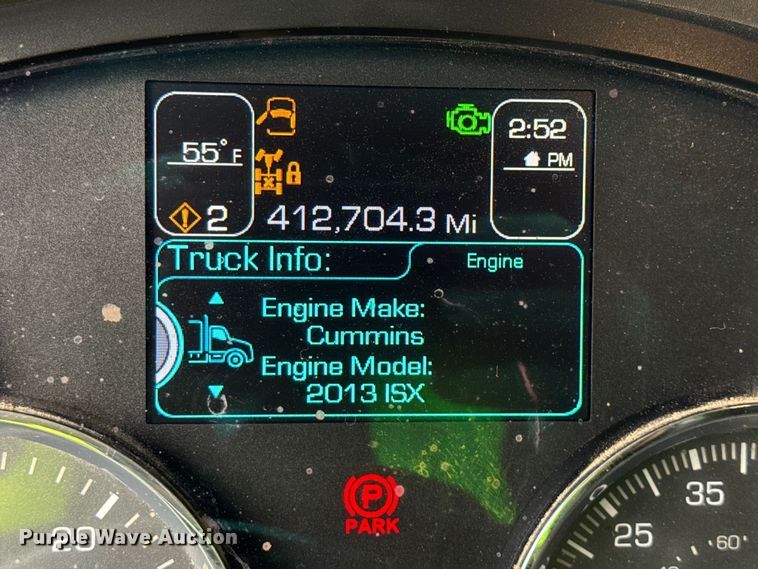 55°F
2:52
PM
2
412,704.3 Mi
Truck Info:
Engine
Engine Make:
Cummins
Engine Model:
2013 ISX
P
PARK
20
35
25
60
Purple Wave Auction